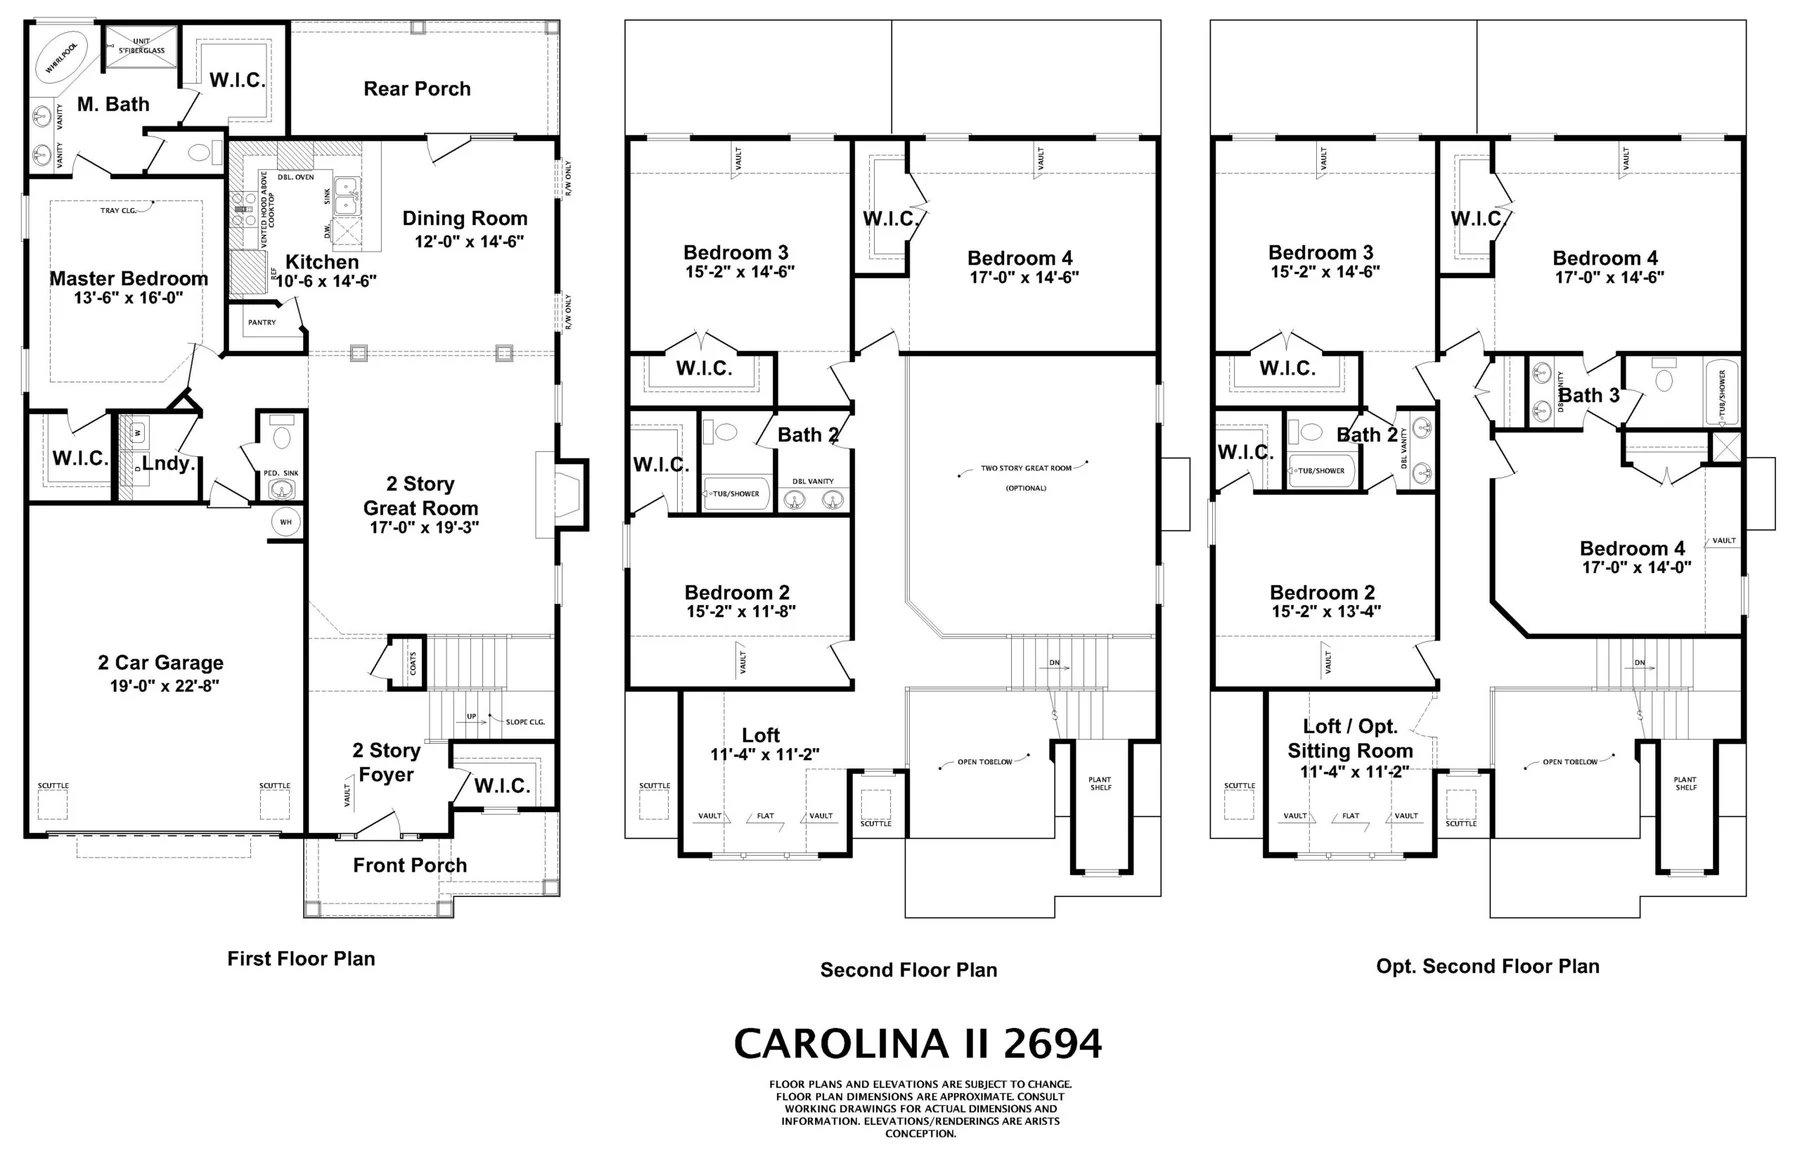 WHIRLPOOL
UNIT
5'FIBERGLASS
W.I.C.
M. Bath
VANITY
VANITY
Rear Porch
TRAY CLG.
Master Bedroom
13'-6" x 16'-0"
DBL. OVEN
VENTED HOOD ABOVE
COOKTOP
SINK
D.W.
REF
Kitchen
10'-6 x 14'-6"
PANTRY
Dining Room
12'-0" x 14'-6"
R/W ONLY
R/W ONLY
W.I.C.
W
D
Lndy.
PED. SINK
WH
2 Story
Great Room
17'-0" x 19'-3"
2 Car Garage
19'-0" x 22'-8"
SCUTTLE
SCUTTLE
COATS
UP
SLOPE CLG.
2 Story
Foyer
VAULT
W.I.C.
Front Porch
First Floor Plan
VAULT
Bedroom 3
15'-2" x 14'-6"
W.I.C.
W.I.C.
VAULT
Bedroom 4
17'-0" x 14'-6"
W.I.C.
TUB/SHOWER
Bath 2
DBL VANITY
TWO STORY GREAT ROOM
(OPTIONAL)
Bedroom 2
15'-2" x 11'-8"
VAULT
DN
Loft
11'-4" x 11'-2"
OPEN TOBELOW
SCUTTLE
VAULT
FLAT
VAULT
SCUTTLE
PLANT
SHELF
Second Floor Plan
VAULT
Bedroom 3
15'-2" x 14'-6"
W.I.C.
W.I.C.
VAULT
Bedroom 4
17'-0" x 14'-6"
DBL VANITY
Bath 3
TUB/SHOWER
W.I.C.
TUB/SHOWER
Bath 2
DBL VANITY
Bedroom 4
17'-0" x 14'-0"
VAULT
Bedroom 2
15'-2" x 13'-4"
VAULT
DN
Loft / Opt.
Sitting Room
11'-4" x 11'-2"
OPEN TOBELOW
SCUTTLE
VAULT
FLAT
VAULT
SCUTTLE
PLANT
SHELF
Opt. Second Floor Plan
CAROLINA II 2694
FLOOR PLANS AND ELEVATIONS ARE SUBJECT TO CHANGE.
FLOOR PLAN DIMENSIONS ARE APPROXIMATE. CONSULT
WORKING DRAWINGS FOR ACTUAL DIMENSIONS AND
INFORMATION. ELEVATIONS/RENDERINGS ARE ARISTS
CONCEPTION.